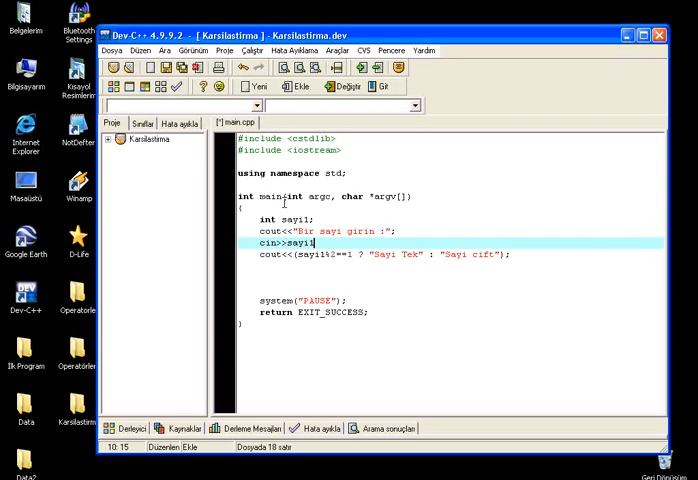 Belgelerim
Bluetooth Settings
Bilgisayarım
Kısayol Resimlerim
Internet Explorer
NotDefter
Masaüstü
Winamp
Google Earth
D-Life
Dev-C++
Operatorle
İlk Program
Operatörler
Data
Karsilastirma
Data2
Geri Dönüşüm
Dev-C++ 4.9.9.2 - [ Karsilastirma ] - Karsilastirma.dev
Dosya Düzen Ara Görünüm Proje Çalıştır Hata Ayıklama Araçlar CVS Pencere Yardım
Yeni Ekle Değiştir Git
Proje Sınıflar Hata ayıkla
[*] main.cpp
Karsilastirma
#include <cstdlib>
#include <iostream>
using namespace std;
int main(int argc, char *argv[])
{
int sayi1;
cout<<"Bir sayi girin :";
cin>>sayi1
cout<<(sayi1%2==1 ? "Sayi Tek" : "Sayi cift");
system("PAUSE");
return EXIT_SUCCESS;
}
Derleyici Kaynaklar Derleme Mesajları Hata ayıkla Arama sonuçları
10: 15 Düzenlen Ekle Dosyada 18 satır